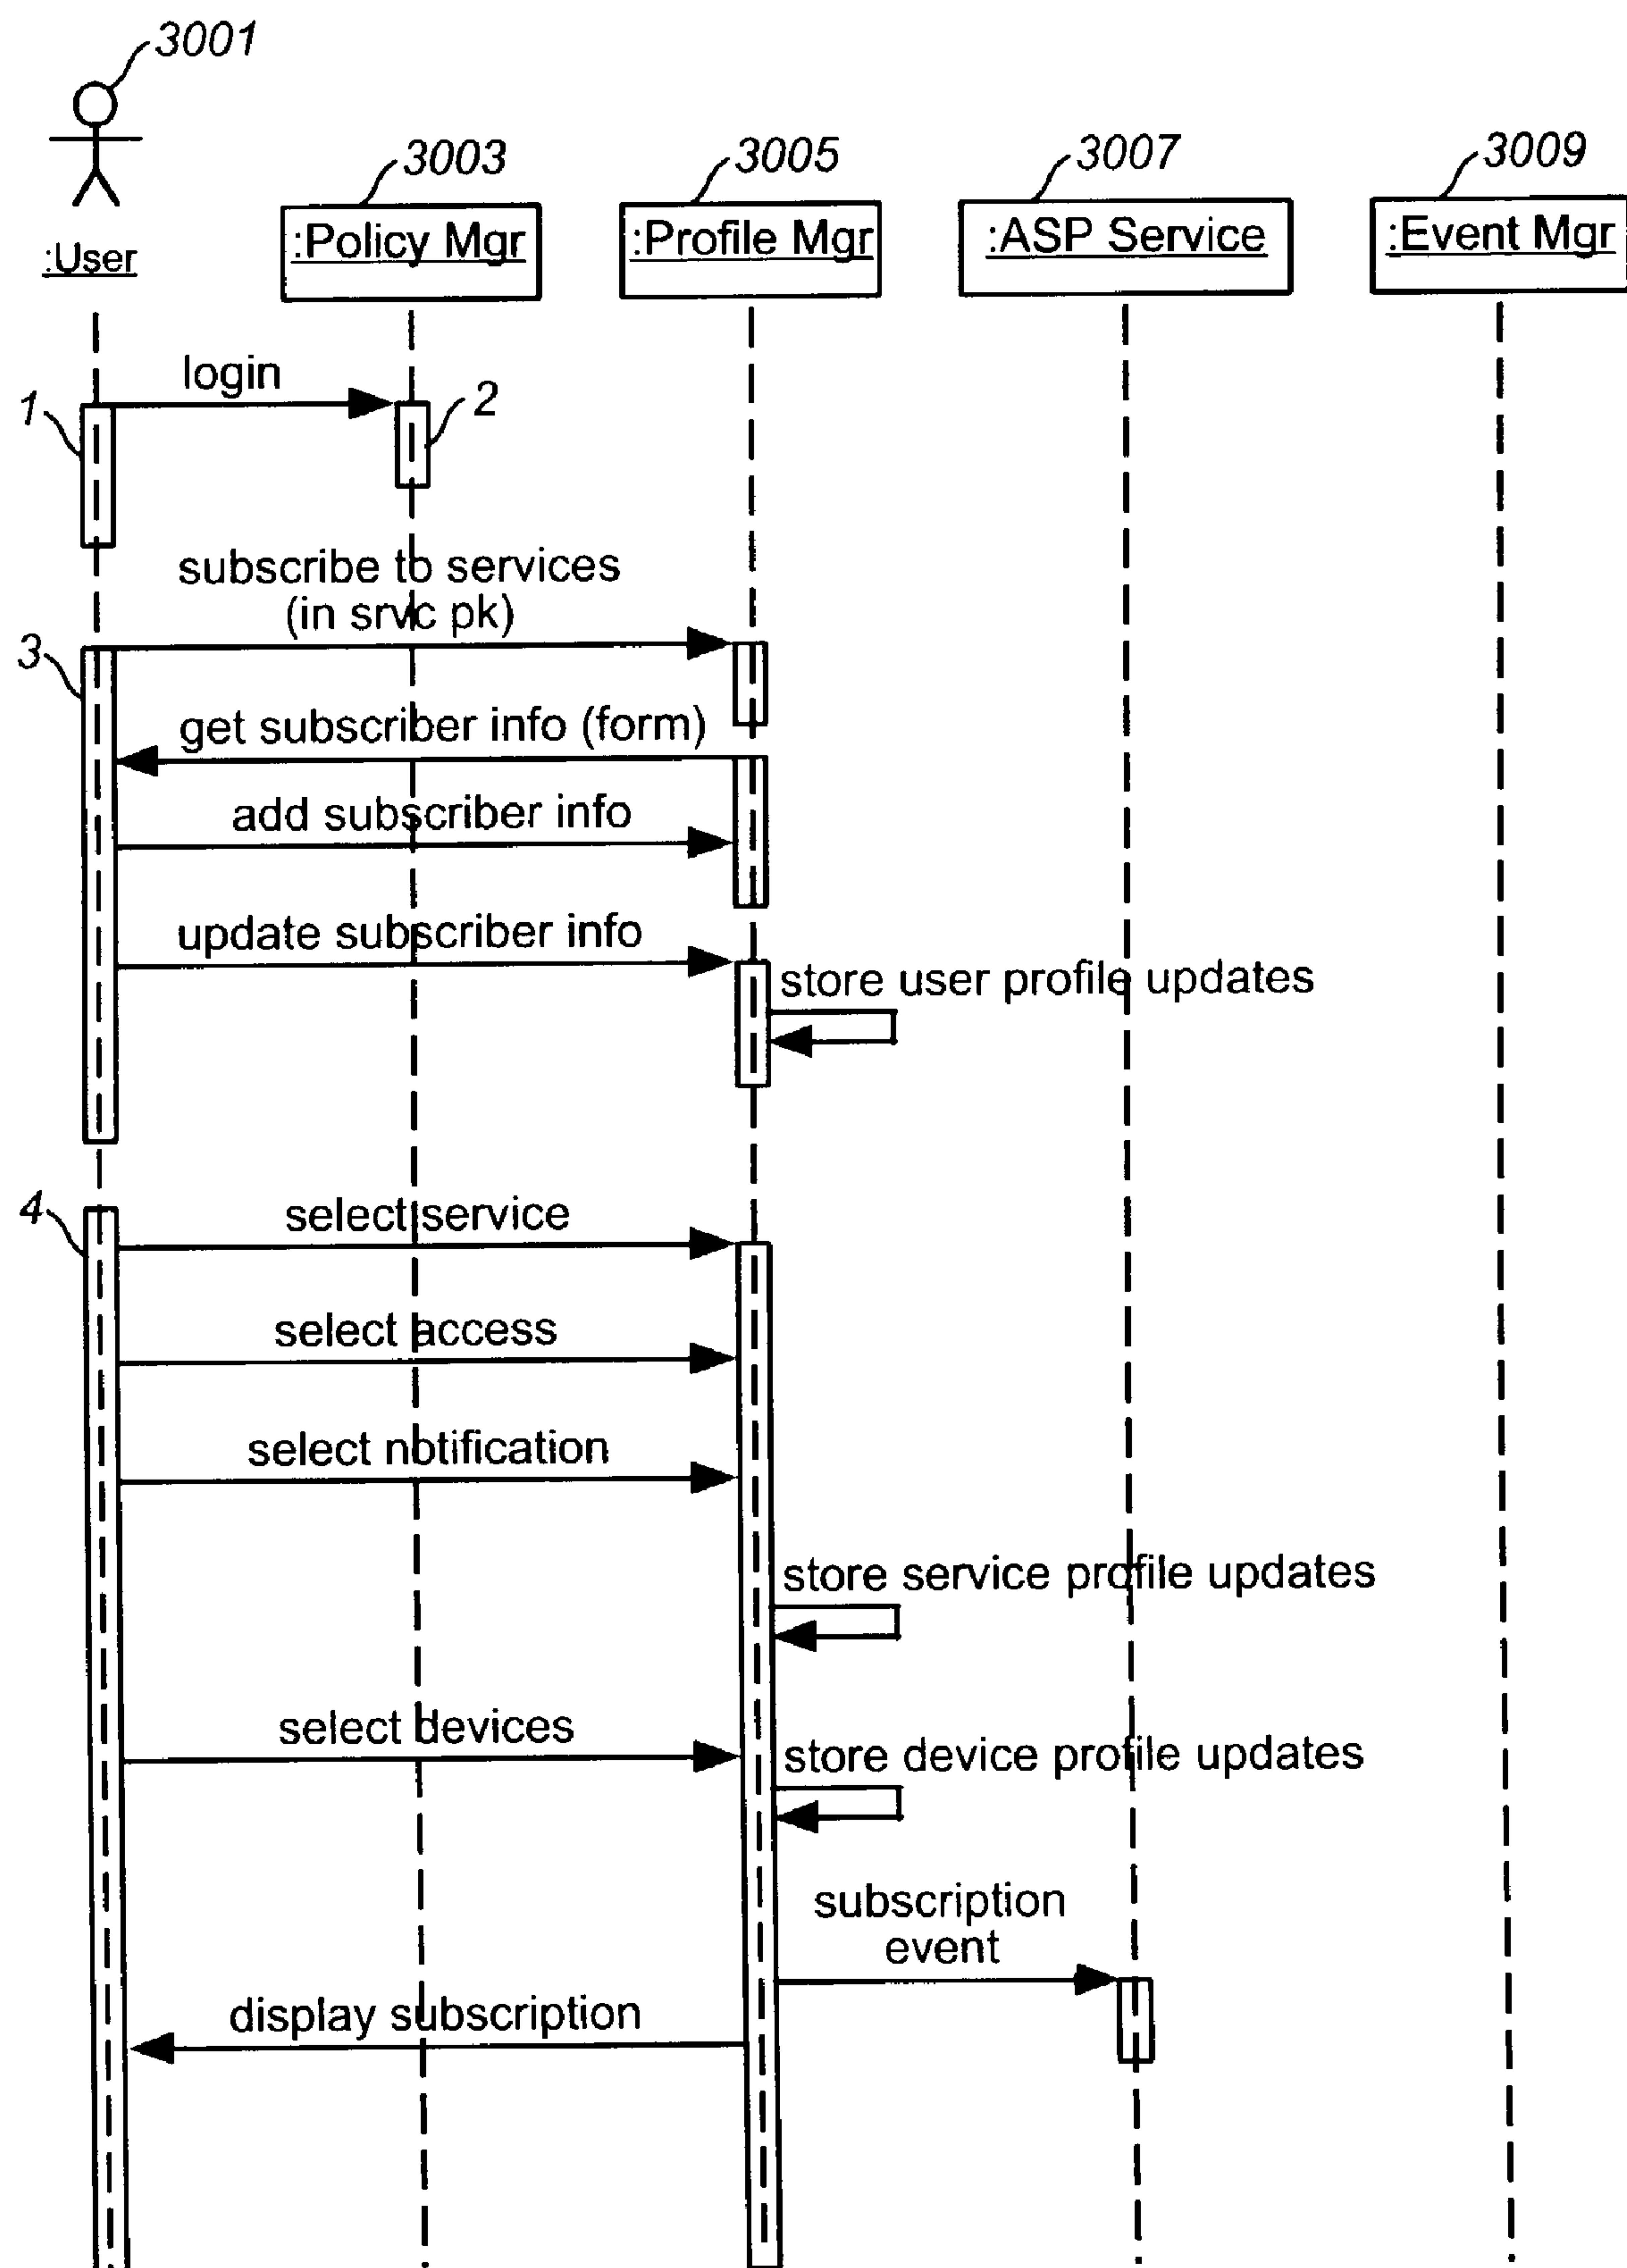 3001
3003
3005
3007
3009
:User
:Policy Mgr
:Profile Mgr
:ASP Service
:Event Mgr
login
1
2
subscribe to services
(in srvc pk)
3
get subscriber info (form)
add subscriber info
update subscriber info
store user profile updates
4
select service
select access
select notification
store service profile updates
select devices
store device profile updates
subscription
event
display subscription